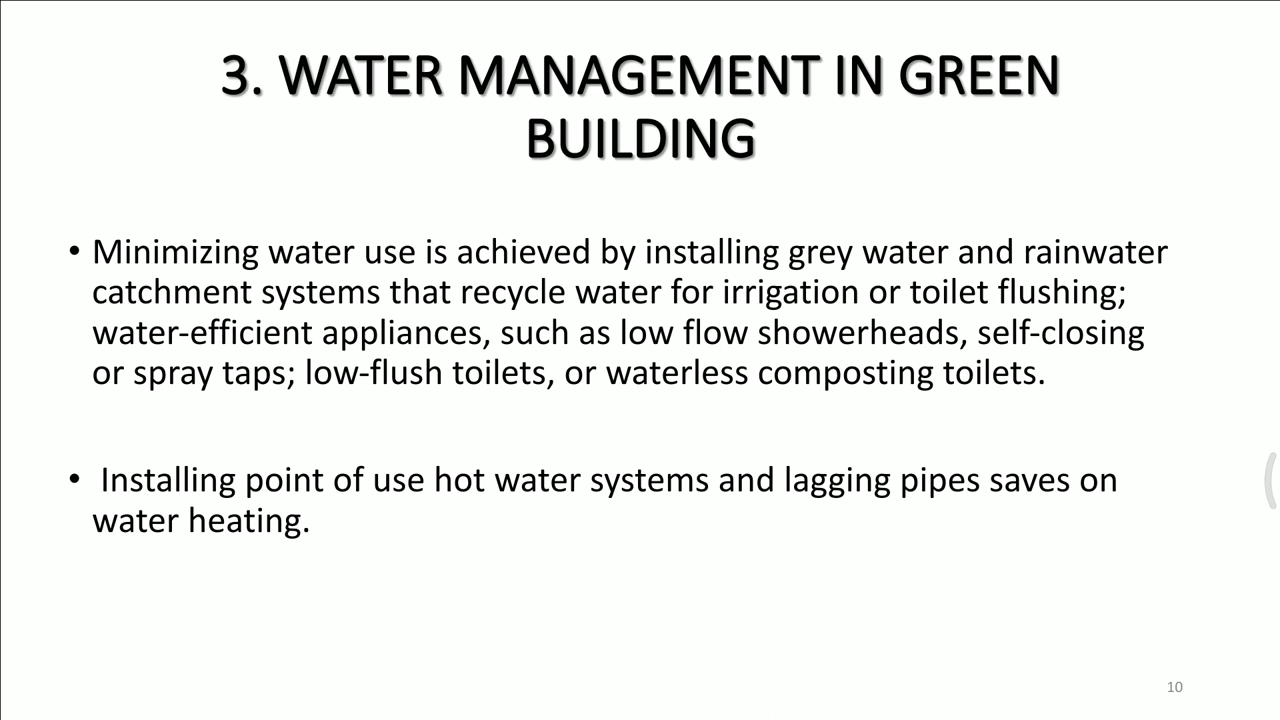 3. WATER MANAGEMENT IN GREEN
BUILDING
• Minimizing water use is achieved by installing grey water and rainwater
catchment systems that recycle water for irrigation or toilet flushing;
water-efficient appliances, such as low flow showerheads, self-closing
or spray taps; low-flush toilets, or waterless composting toilets.
• Installing point of use hot water systems and lagging pipes saves on
water heating.
10